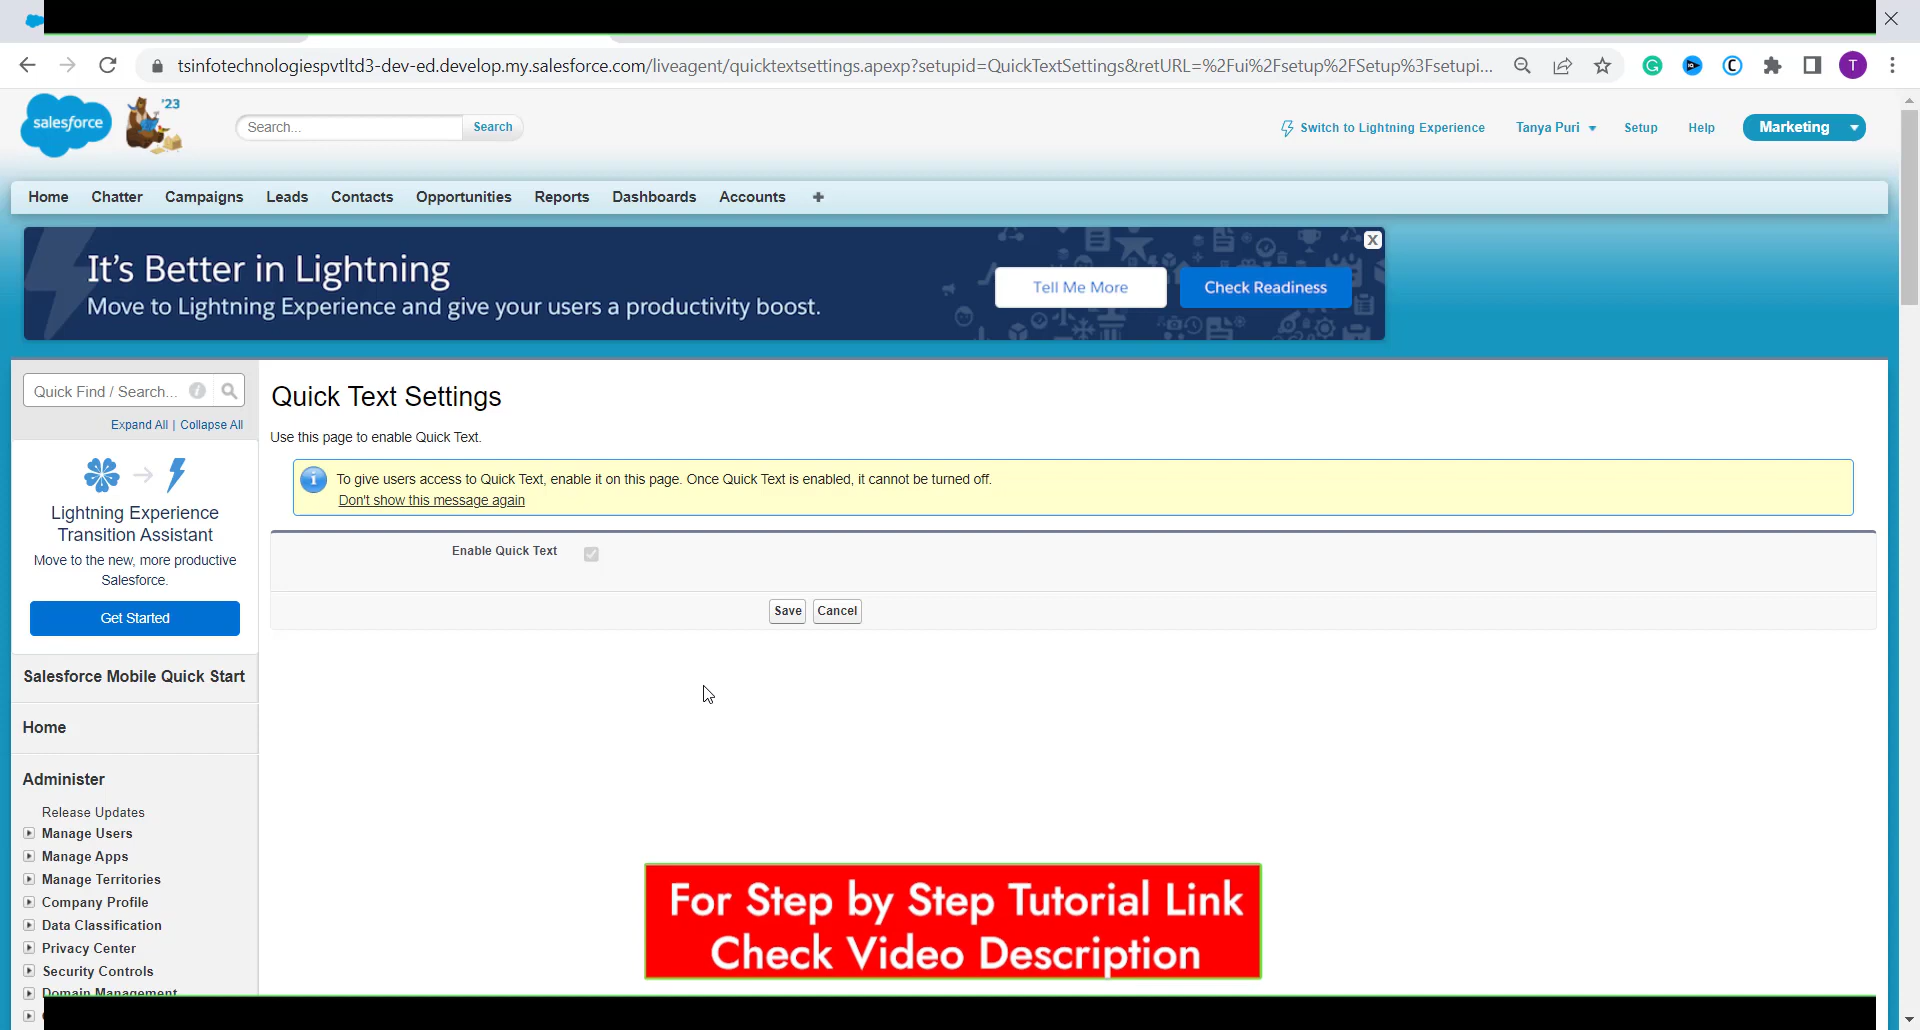 tsinfotechnologiespvtltd3-dev-ed.develop.my.salesforce.com/liveagent/quicktextsettings.apexp?setupid=QuickTextSettings&retURL=%2Fui%2Fsetup%2FSetup%3Fsetupi...
T
salesforce
'23
Search...
Search
Switch to Lightning Experience
Tanya Puri
Setup
Help
Marketing
Home
Chatter
Campaigns
Leads
Contacts
Opportunities
Reports
Dashboards
Accounts
It's Better in Lightning
Move to Lightning Experience and give your users a productivity boost.
Tell Me More
Check Readiness
X
Quick Find / Search...
Expand All | Collapse All
Lightning Experience
Transition Assistant
Move to the new, more productive
Salesforce.
Get Started
Salesforce Mobile Quick Start
Home
Administer
Release Updates
Manage Users
Manage Apps
Manage Territories
Company Profile
Data Classification
Privacy Center
Security Controls
Domain Management
Quick Text Settings
Use this page to enable Quick Text.
To give users access to Quick Text, enable it on this page. Once Quick Text is enabled, it cannot be turned off.
Don't show this message again
Enable Quick Text
Save
Cancel
For Step by Step Tutorial Link
Check Video Description